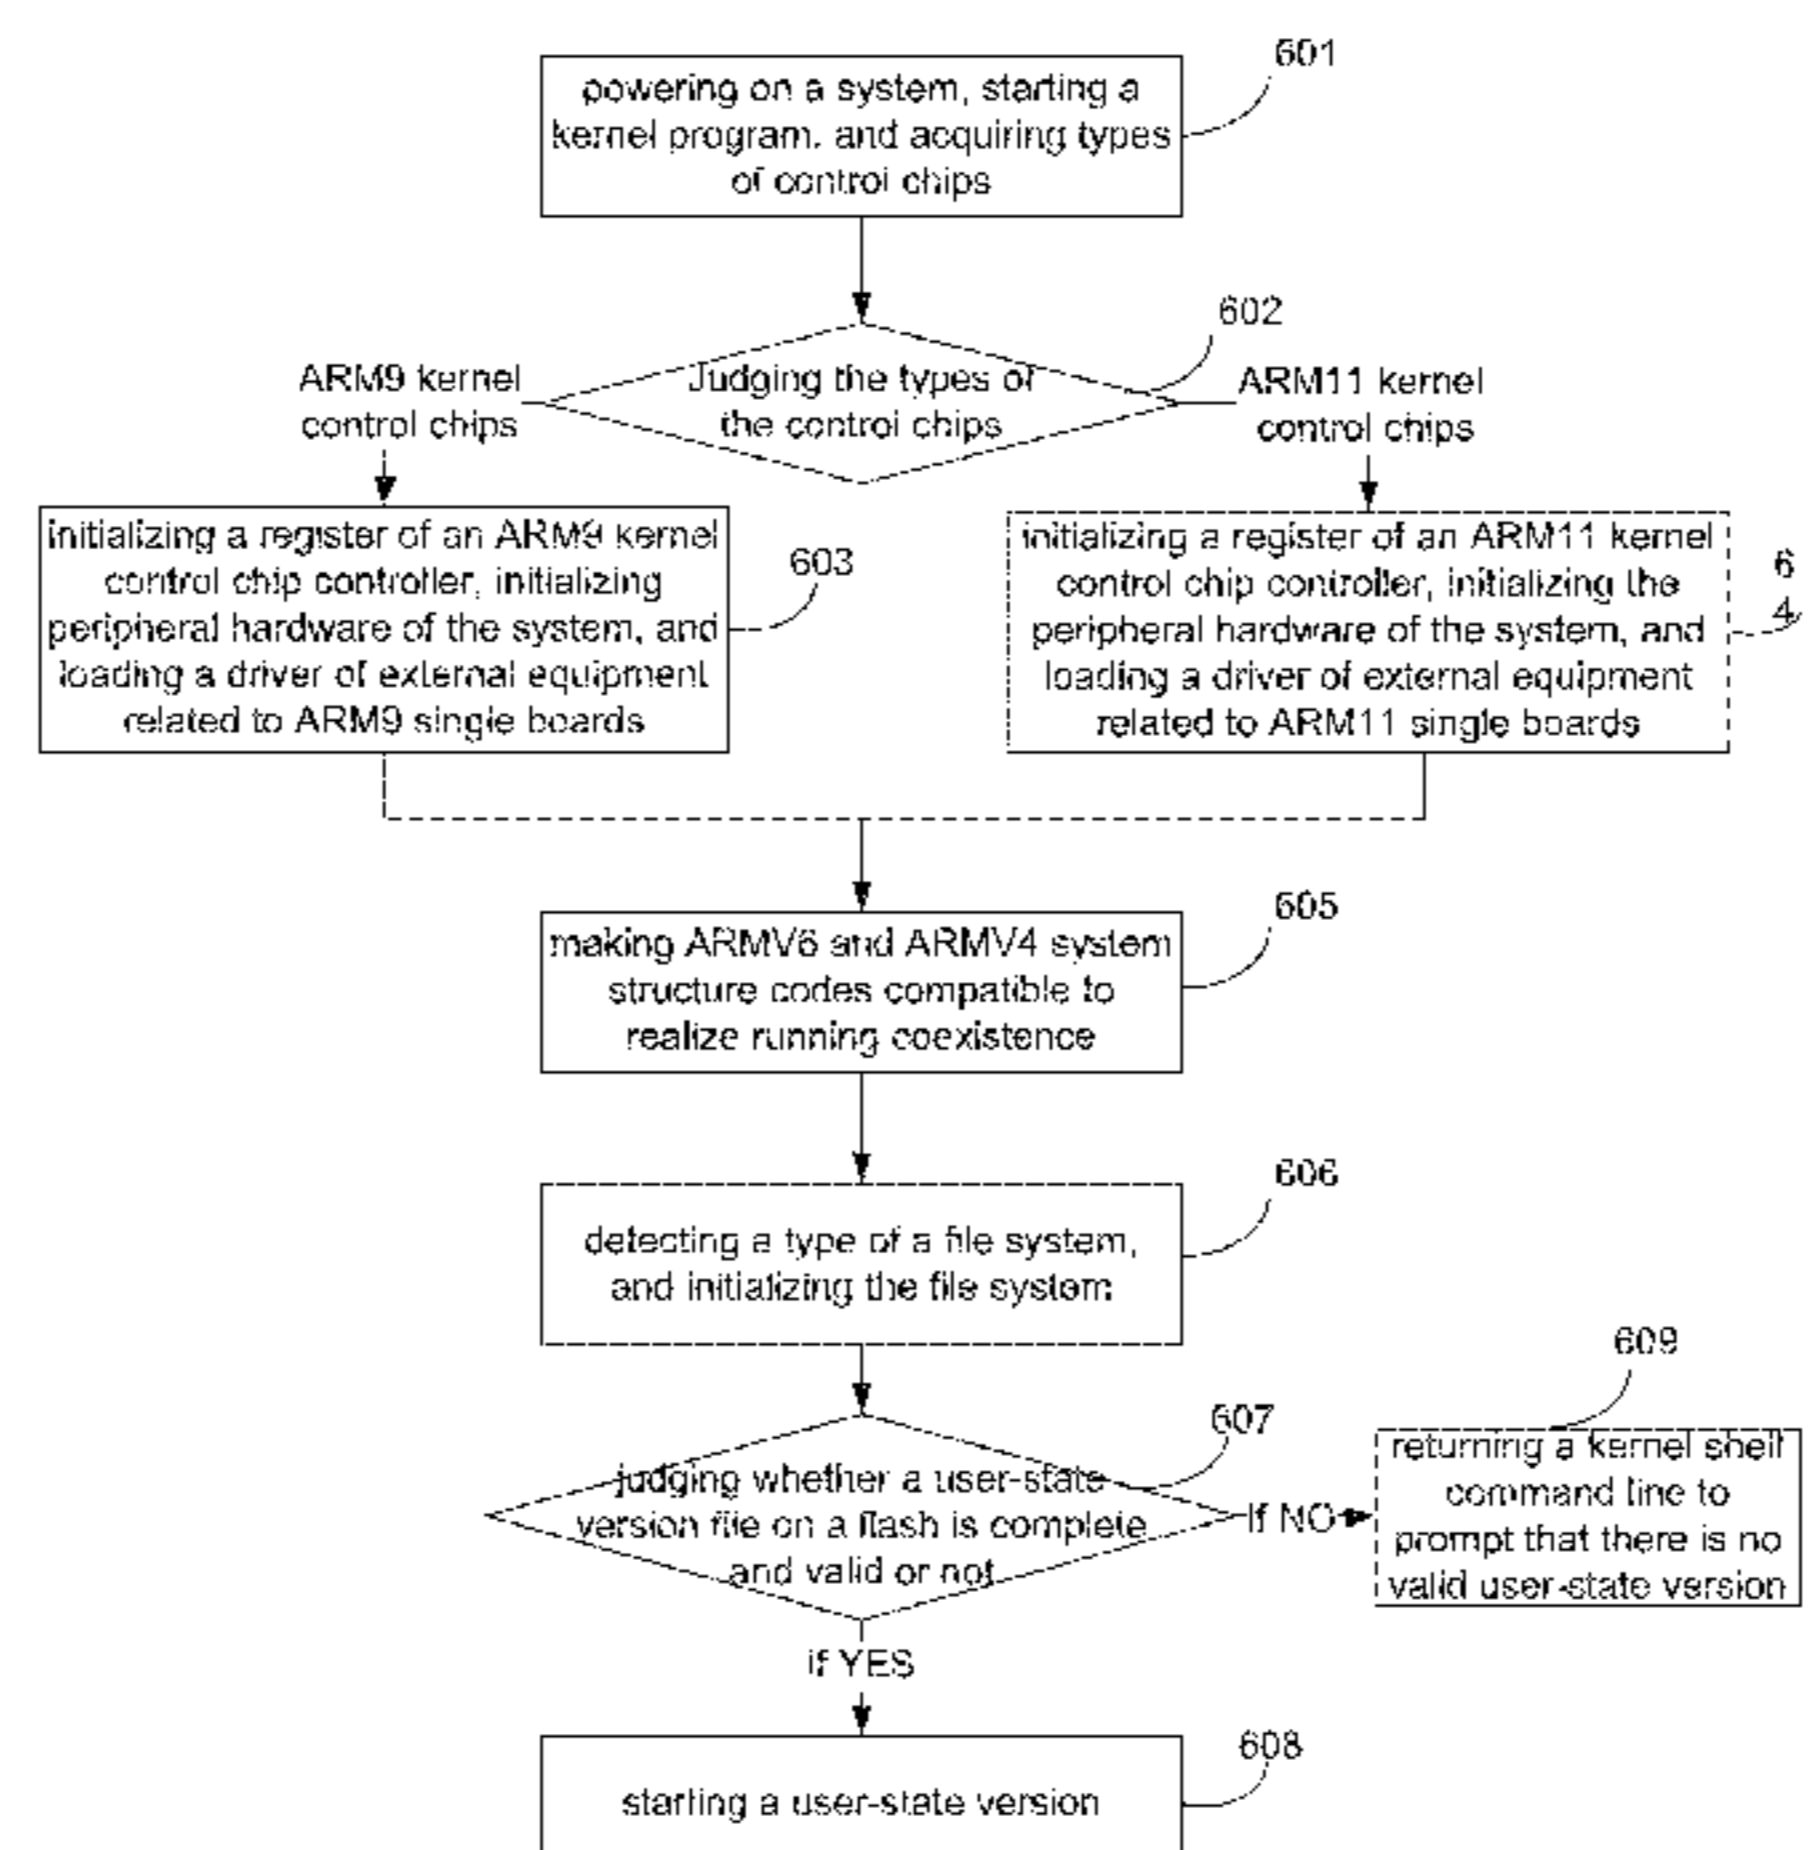 601
powering on a system, starting a
kernel program, and acquiring types
of control chips
602
ARM9 kernel
control chips
Judging the types of
the control chips
ARM11 kernel
control chips
initializing a register of an ARM9 kernel
control chip controller, initializing
peripheral hardware of the system, and
loading a driver of external equipment
related to ARM9 single boards
603
initializing a register of an ARM11 kernel
control chip controller, initializing the
peripheral hardware of the system, and
loading a driver of external equipment
related to ARM11 single boards
6
4
605
making ARMV6 and ARMV4 system
structure codes compatible to
realize running coexistence
606
detecting a type of a file system,
and initializing the file system
607
judging whether a user-state
version file on a flash is complete
and valid or not
If NO
609
returning a kernel shell
command line to
prompt that there is no
valid user-state version
if YES
608
starting a user-state version